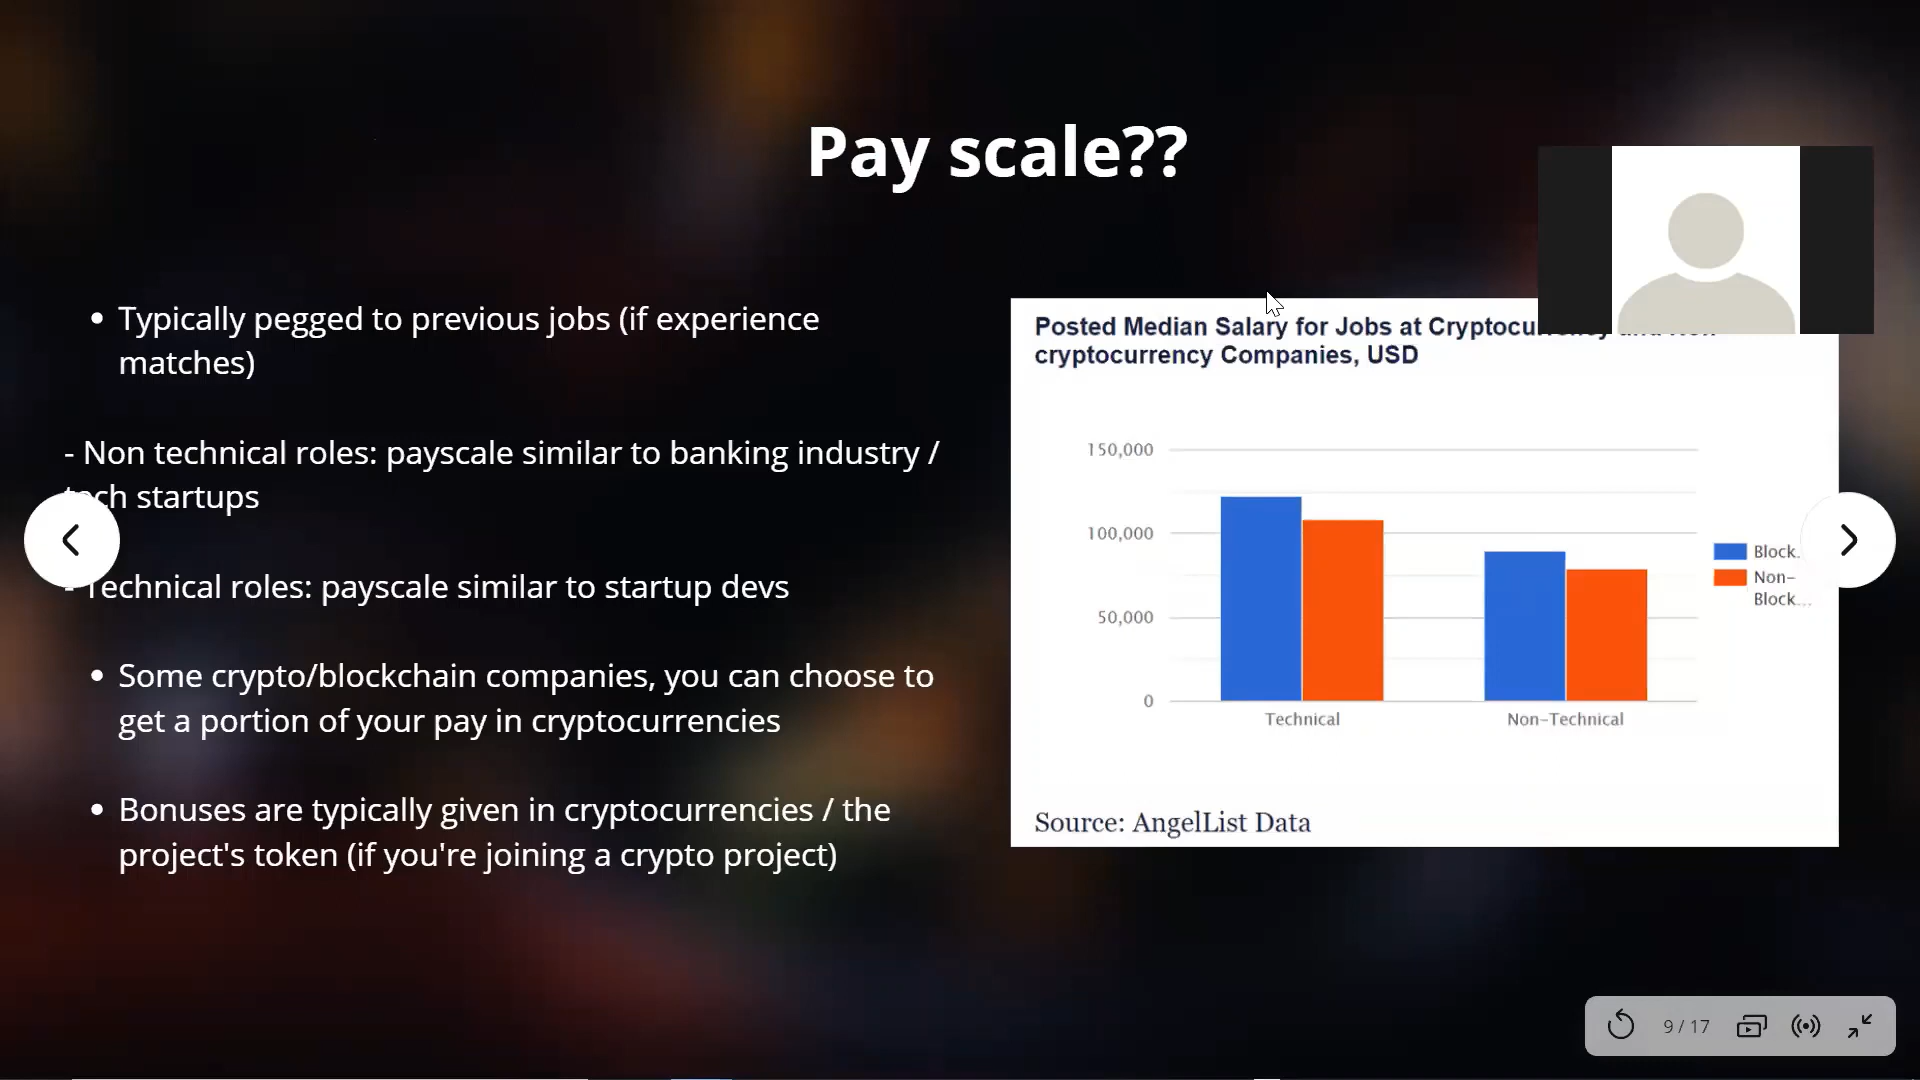 Pay scale??
• Typically pegged to previous jobs (if experience
matches)
- Non technical roles: payscale similar to banking industry /
tech startups
- Technical roles: payscale similar to startup devs
• Some crypto/blockchain companies, you can choose to
get a portion of your pay in cryptocurrencies
• Bonuses are typically given in cryptocurrencies / the
project's token (if you're joining a crypto project)
Posted Median Salary for Jobs at Cryptocurrency and Non-
cryptocurrency Companies, USD
150,000
100,000
50,000
0
Technical
Non-Technical
Block...
Non-
Block...
Source: AngelList Data
9 / 17